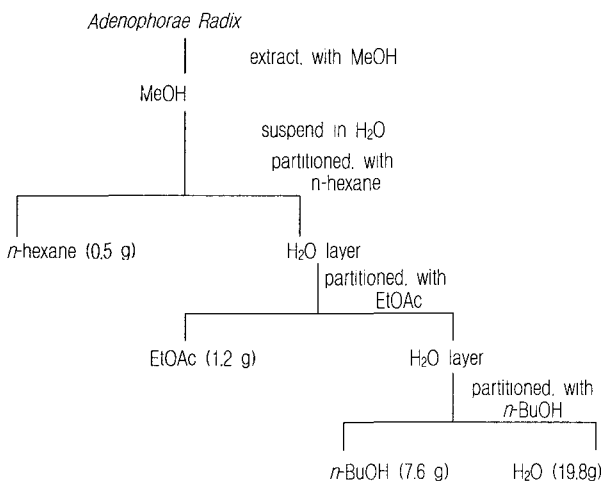 Adenophorae Radix
extract, with MeOH
MeOH
suspend in H₂O
partitioned, with
n-hexane
n-hexane (0.5 g)
H₂O layer
partitioned, with
EtOAc
EtOAc (1.2 g)
H₂O layer
partitioned, with
n-BuOH
n-BuOH (7.6 g)
H₂O (19.8g)